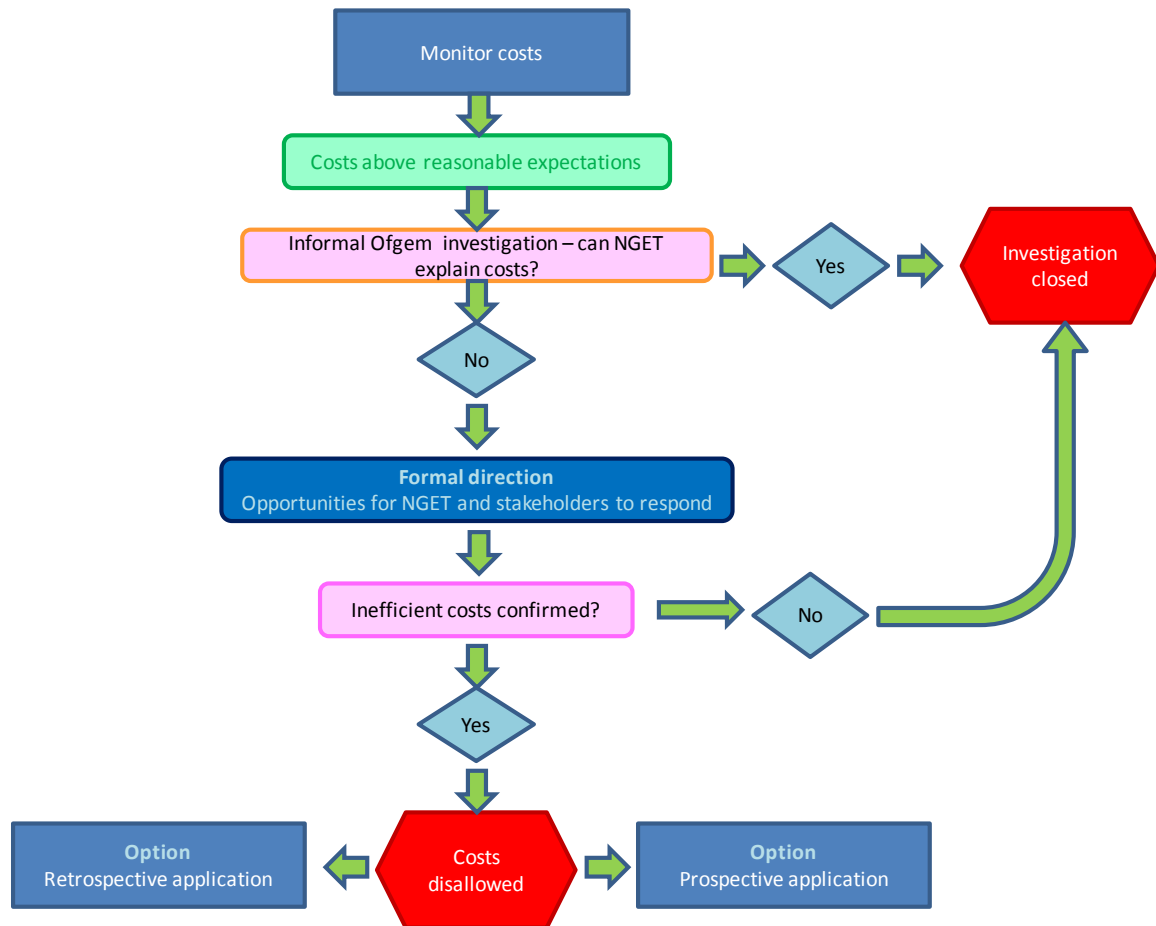 Monitor costs
Costs above reasonable expectations
Informal Ofgem investigation – can NGET
explain costs?
Yes
Investigation
closed
No
Formal direction
Opportunities for NGET and stakeholders to respond
Inefficient costs confirmed?
No
Yes
Option
Retrospective application
Costs
disallowed
Option
Prospective application